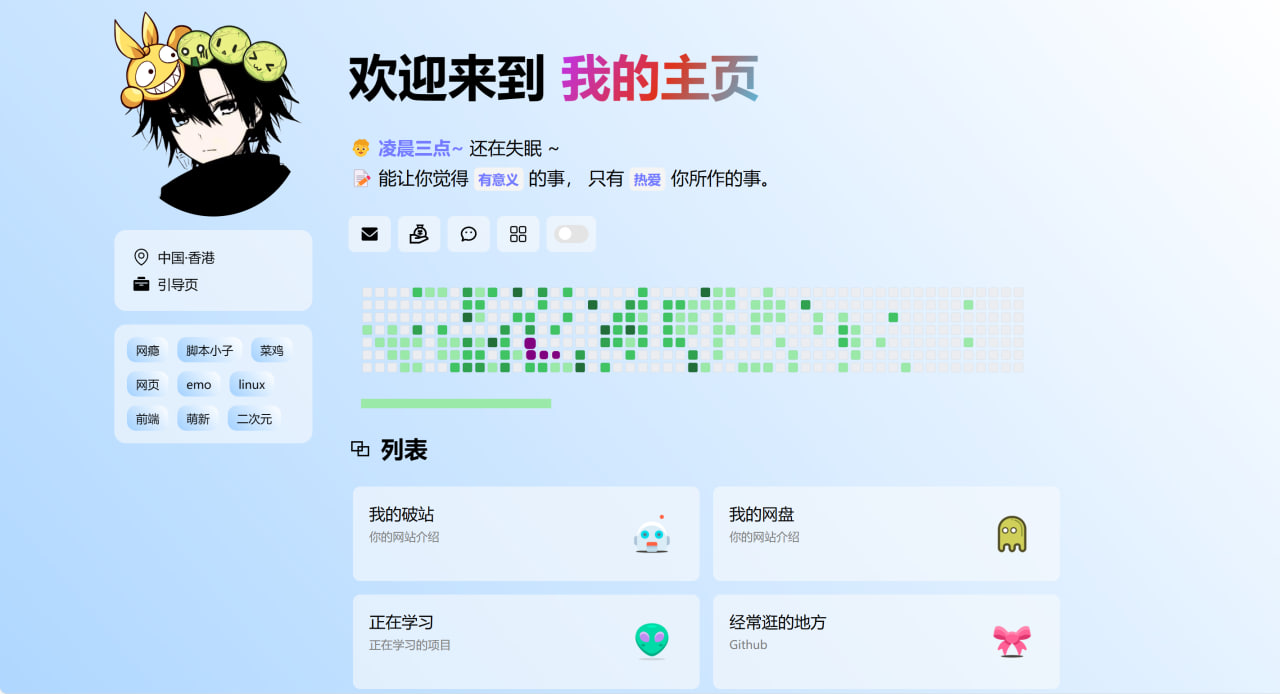 欢迎来到 我的主页
凌晨三点~ 还在失眠 ~
能让你觉得 有意义 的事， 只有 热爱 你所作的事。
中国·香港
引导页
网瘾 脚本小子 菜鸡
网页 emo linux
前端 萌新 二次元
列表
我的破站
你的网站介绍
我的网盘
你的网站介绍
正在学习
正在学习的项目
经常逛的地方
Github